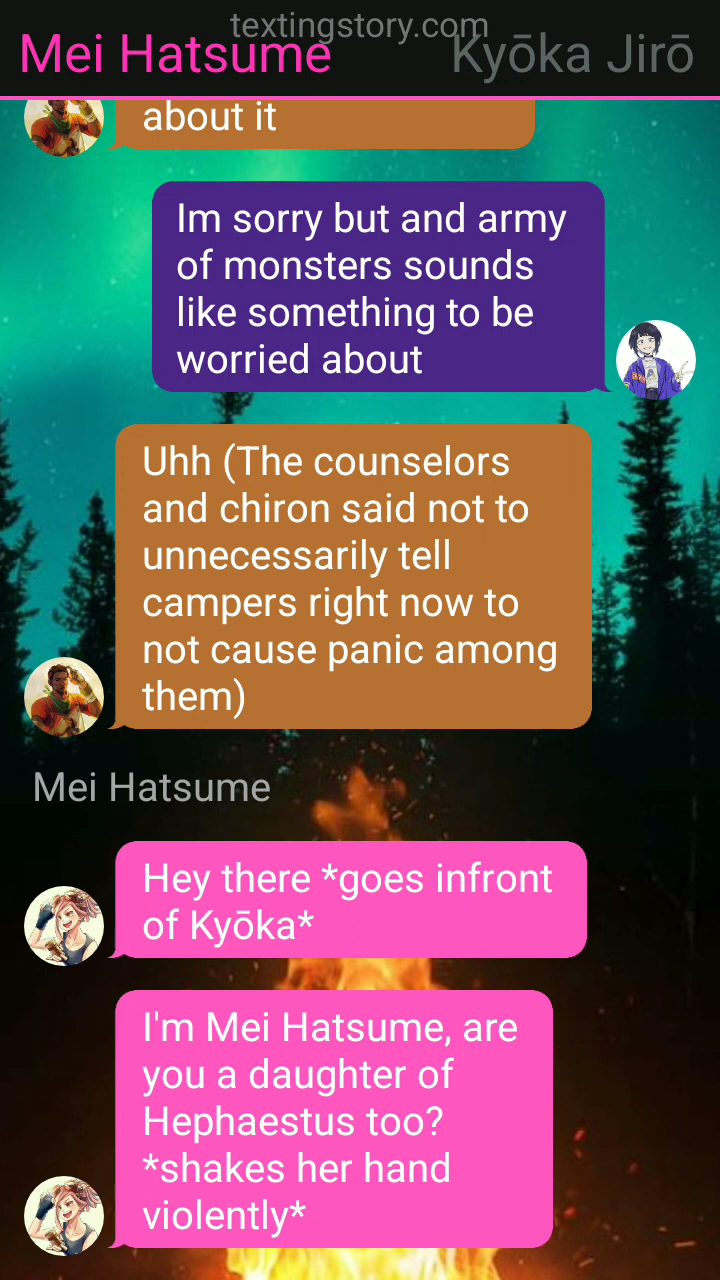 textingstory.com
Mei Hatsume
Kyōka Jirō
about it
Im sorry but and army
of monsters sounds
like something to be
worried about
Uhh (The counselors
and chiron said not to
unnecessarily tell
campers right now to
not cause panic among
them)
Mei Hatsume
Hey there *goes infront
of Kyōka*
I'm Mei Hatsume, are
you a daughter of
Hephaestus too?
*shakes her hand
violently*